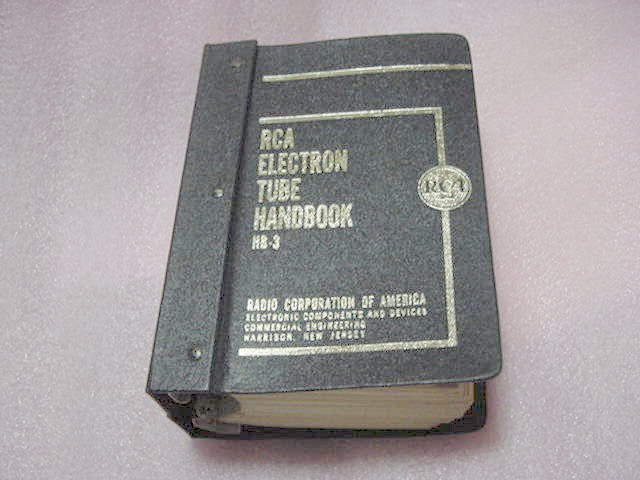 RCA
ELECTRON
TUBE
HANDBOOK
HB-3
RCA
RADIO CORPORATION OF AMERICA
ELECTRONIC COMPONENTS AND DEVICES
COMMERCIAL ENGINEERING
HARRISON, NEW JERSEY